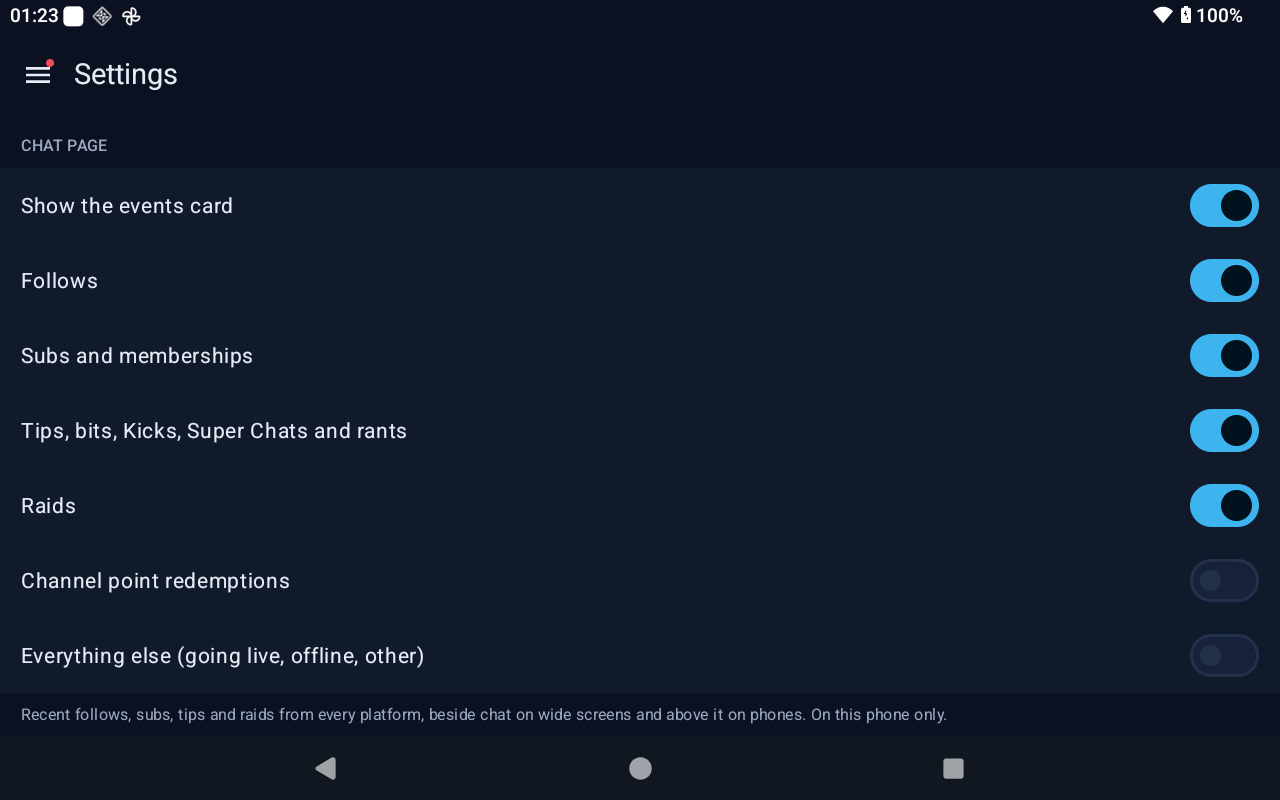 01:23
100%
Settings
CHAT PAGE
Show the events card
Follows
Subs and memberships
Tips, bits, Kicks, Super Chats and rants
Raids
Channel point redemptions
Everything else (going live, offline, other)
Recent follows, subs, tips and raids from every platform, beside chat on wide screens and above it on phones. On this phone only.